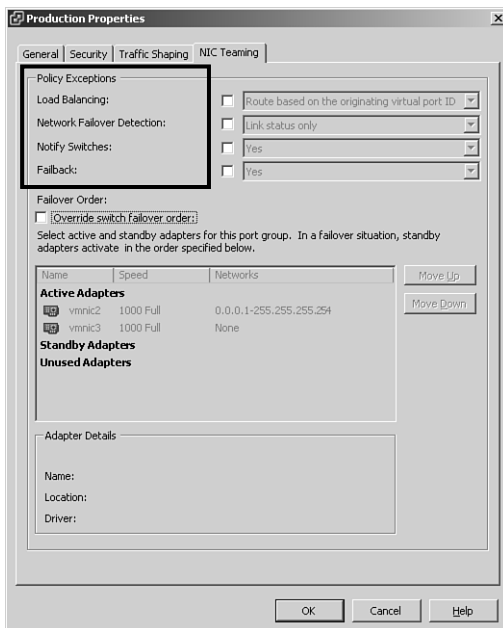 Production Properties
General Security Traffic Shaping NIC Teaming
Policy Exceptions
Load Balancing: Route based on the originating virtual port ID
Network Failover Detection: Link status only
Notify Switches: Yes
Failback: Yes
Failover Order:
Override switch failover order:
Select active and standby adapters for this port group. In a failover situation, standby
adapters activate in the order specified below.
Name Speed Networks
Move Up
Active Adapters
Move Down
vmnic2 1000 Full 0.0.0.1-255.255.255.254
vmnic3 1000 Full None
Standby Adapters
Unused Adapters
Adapter Details
Name:
Location:
Driver:
OK Cancel Help